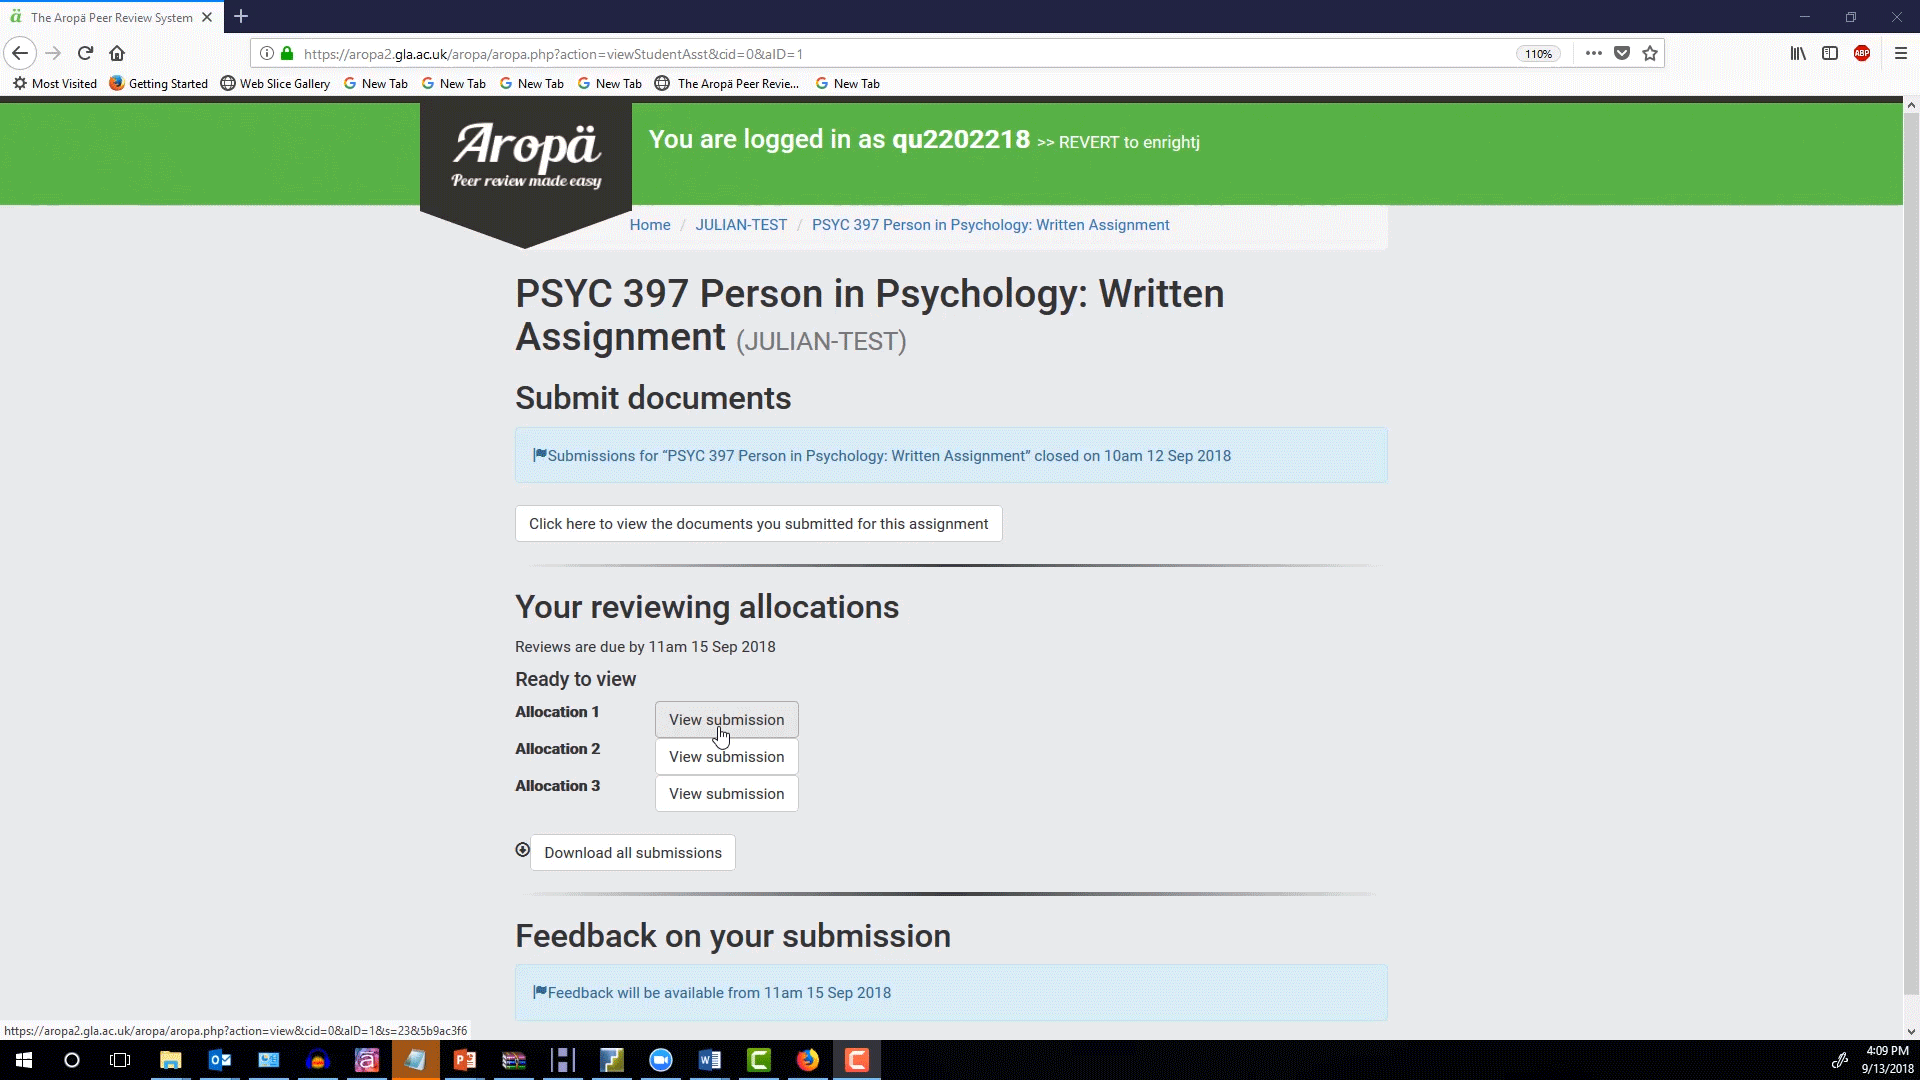 The Aropä Peer Review System
https://aropa2.gla.ac.uk/aropa/aropa.php?action=viewStudentAsst&cid=0&aID=1
110%
ABP
Most Visited Getting Started Web Slice Gallery New Tab New Tab New Tab New Tab The Aropä Peer Revie... New Tab
Aropä
Peer review made easy
You are logged in as qu2202218 >> REVERT to enrightj
Home / JULIAN-TEST / PSYC 397 Person in Psychology: Written Assignment
PSYC 397 Person in Psychology: Written
Assignment (JULIAN-TEST)
Submit documents
Submissions for “PSYC 397 Person in Psychology: Written Assignment” closed on 10am 12 Sep 2018
Click here to view the documents you submitted for this assignment
Your reviewing allocations
Reviews are due by 11am 15 Sep 2018
Ready to view
Allocation 1 View submission
Allocation 2 View submission
Allocation 3 View submission
Download all submissions
Feedback on your submission
Feedback will be available from 11am 15 Sep 2018
https://aropa2.gla.ac.uk/aropa/aropa.php?action=view&cid=0&aID=1&s=23&5b9ac3f6
4:09 PM
9/13/2018